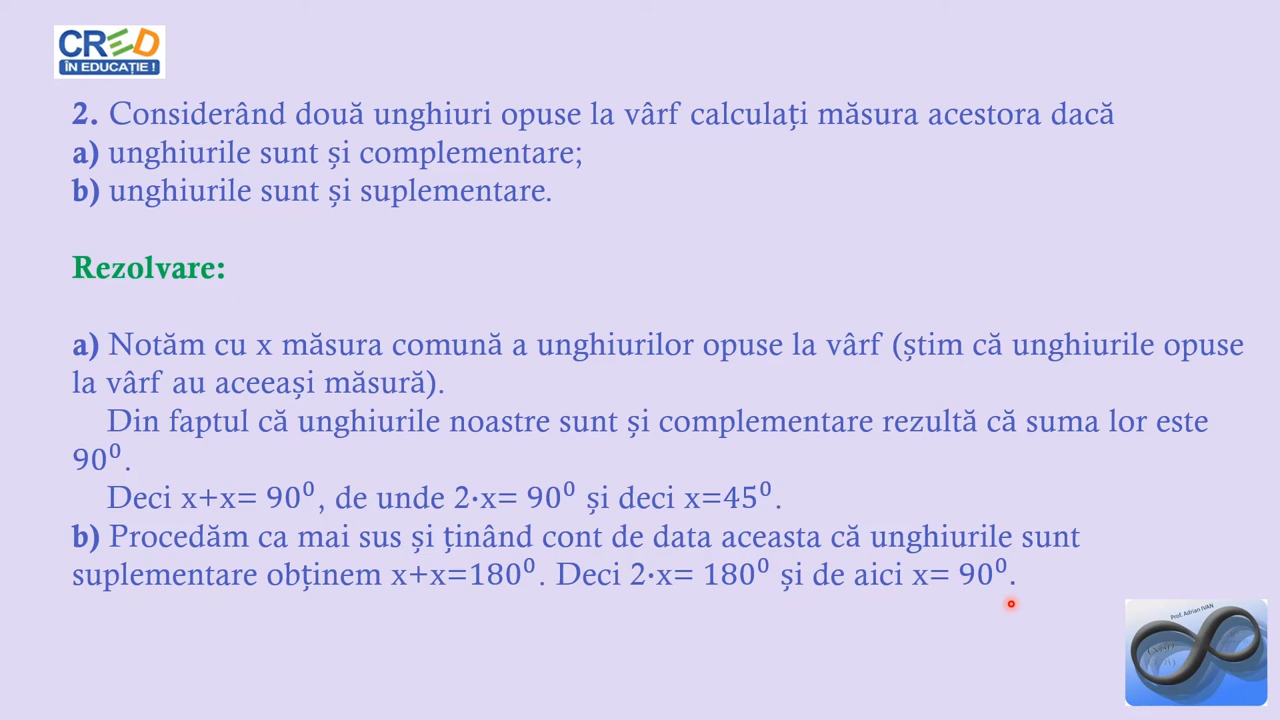 CRED
ÎN EDUCAȚIE !
2. Considerând două unghiuri opuse la vârf calculați măsura acestora dacă
a) unghiurile sunt și complementare;
b) unghiurile sunt și suplementare.
Rezolvare:
a) Notăm cu x măsura comună a unghiurilor opuse la vârf (știm că unghiurile opuse
la vârf au aceeași măsură).
Din faptul că unghiurile noastre sunt și complementare rezultă că suma lor este
90⁰.
Deci x+x= 90⁰, de unde 2·x= 90⁰ și deci x=45⁰.
b) Procedăm ca mai sus și ținând cont de data aceasta că unghiurile sunt
suplementare obținem x+x=180⁰. Deci 2·x= 180⁰ și de aici x= 90⁰.
Prof. Adrian IVAN